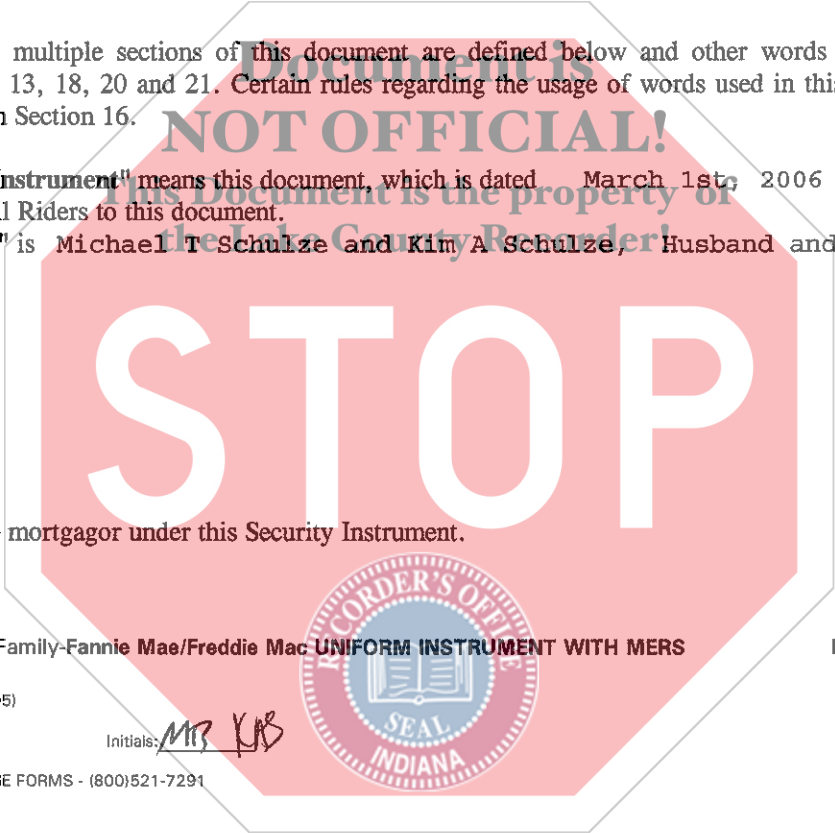 multiple sections of this document are defined below and other words
Document is
13, 18, 20 and 21. Certain rules regarding the usage of words used in this
Section 16.
NOT OFFICIAL!
nstrument" means this document, which is dated March 1st, 2006
This Document is the property of
l Riders to this document.
the Lake County Recorder!
" is Michael T Schulze and Kim A Schulze, Husband and
STOP
mortgagor under this Security Instrument.
RECORDER'S OFFICE
SEAL
INDIANA
Family-Fannie Mae/Freddie Mac UNIFORM INSTRUMENT WITH MERS
5)
Initials:
GE FORMS - (800)521-7291